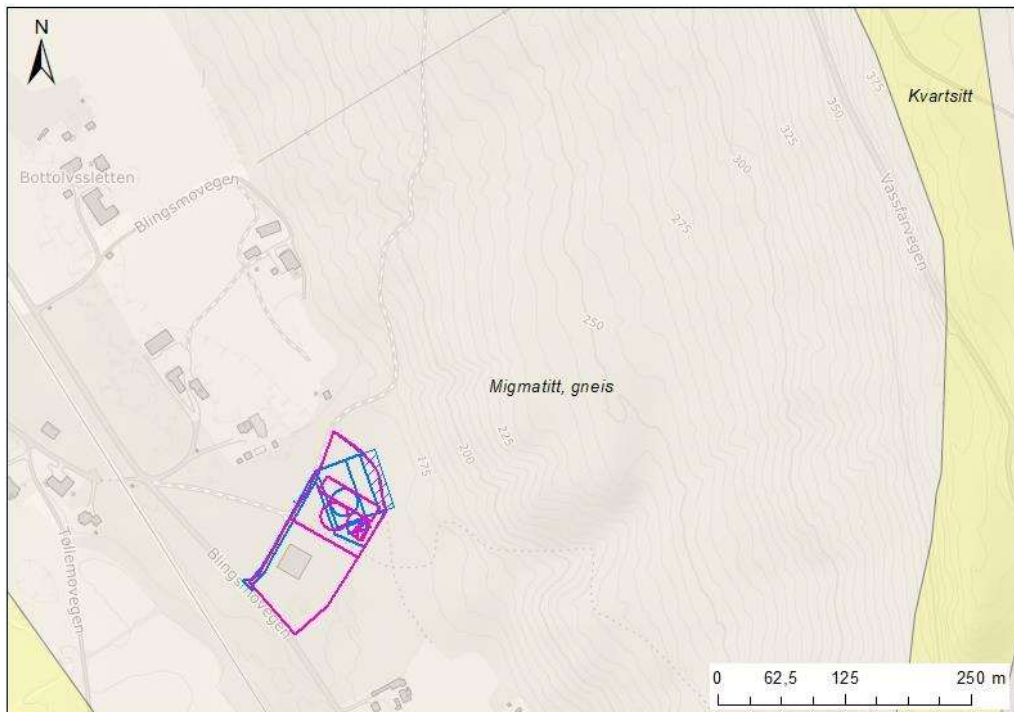 N
Kvartsitt
375
350
325
300
Bottolvssletten
Blingsmovegen
Vassfarvegen
275
250
Migmatitt, gneis
225
200
175
Tøllemovegen
Blingsmovegen
0 62,5 125 250 m